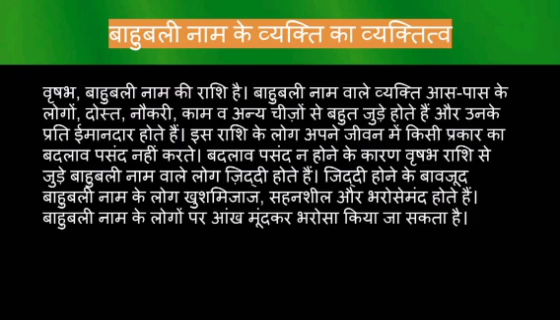 बाहुबली नाम के व्यक्ति का व्यक्तित्व
वृषभ, बाहुबली नाम की राशि है। बाहुबली नाम वाले व्यक्ति आस-पास के
लोगों, दोस्त, नौकरी, काम व अन्य चीज़ों से बहुत जुड़े होते हैं और उनके
प्रति ईमानदार होते हैं। इस राशि के लोग अपने जीवन में किसी प्रकार का
बदलाव पसंद नहीं करते। बदलाव पसंद न होने के कारण वृषभ राशि से
जुड़े बाहुबली नाम वाले लोग ज़िद्दी होते हैं। जिद्दी होने के बावजूद
बाहुबली नाम के लोग खुशमिजाज, सहनशील और भरोसेमंद होते हैं।
बाहुबली नाम के लोगों पर आंख मूंदकर भरोसा किया जा सकता है।